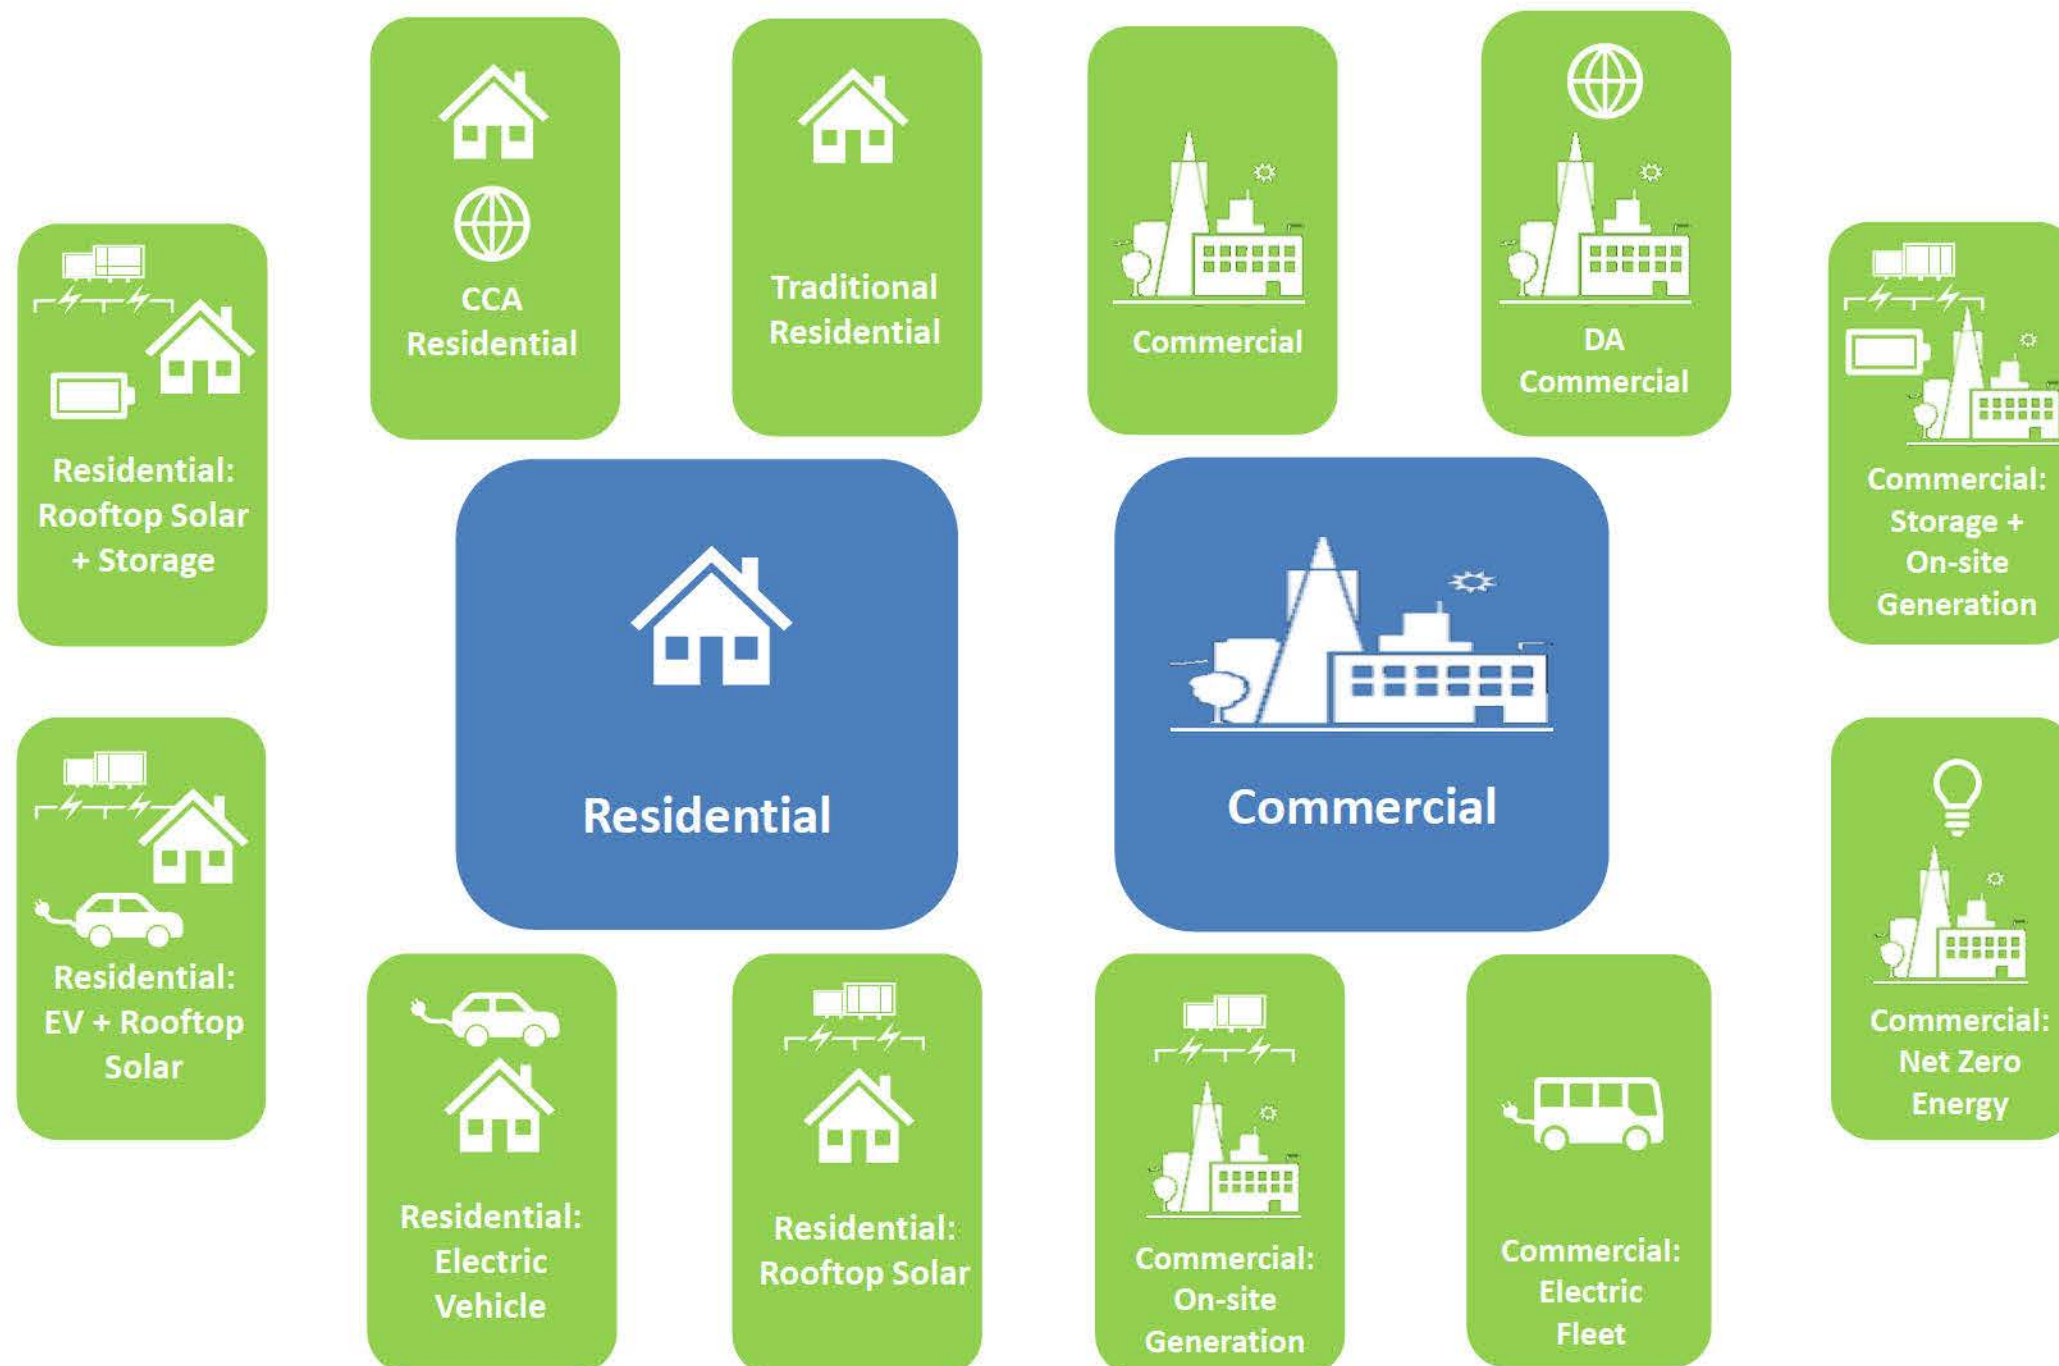 CCA
Residential
Traditional
Residential
Commercial
DA
Commercial
Residential:
Rooftop Solar
+ Storage
Commercial:
Storage +
On-site
Generation
Residential
Commercial
Residential:
EV + Rooftop
Solar
Commercial:
Net Zero
Energy
Residential:
Electric
Vehicle
Residential:
Rooftop Solar
Commercial:
On-site
Generation
Commercial:
Electric
Fleet